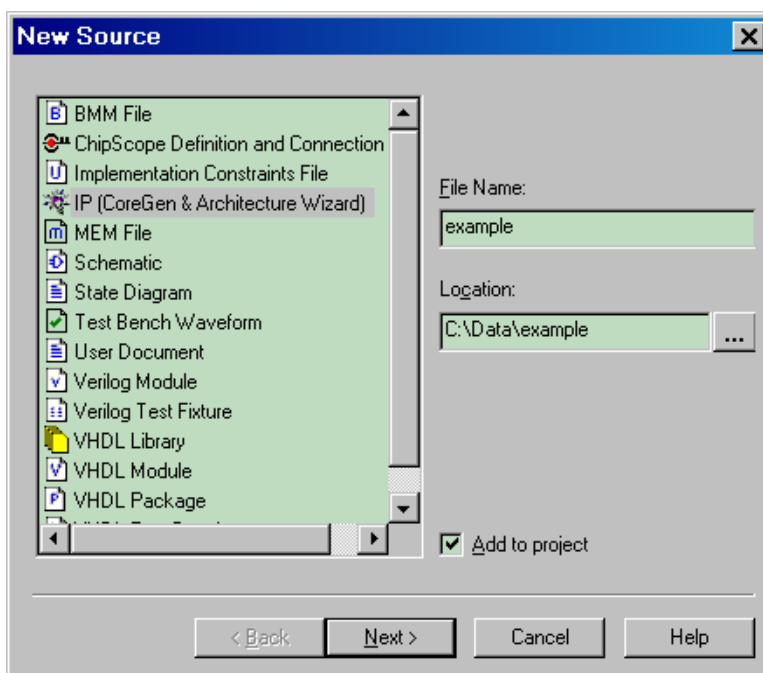 New Source
BMM File
ChipScope Definition and Connection
Implementation Constraints File
IP (CoreGen & Architecture Wizard)
MEM File
Schematic
State Diagram
Test Bench Waveform
User Document
Verilog Module
Verilog Test Fixture
VHDL Library
VHDL Module
VHDL Package
File Name:
example
Location:
C:\Data\example
...
Add to project
< Back
Next >
Cancel
Help